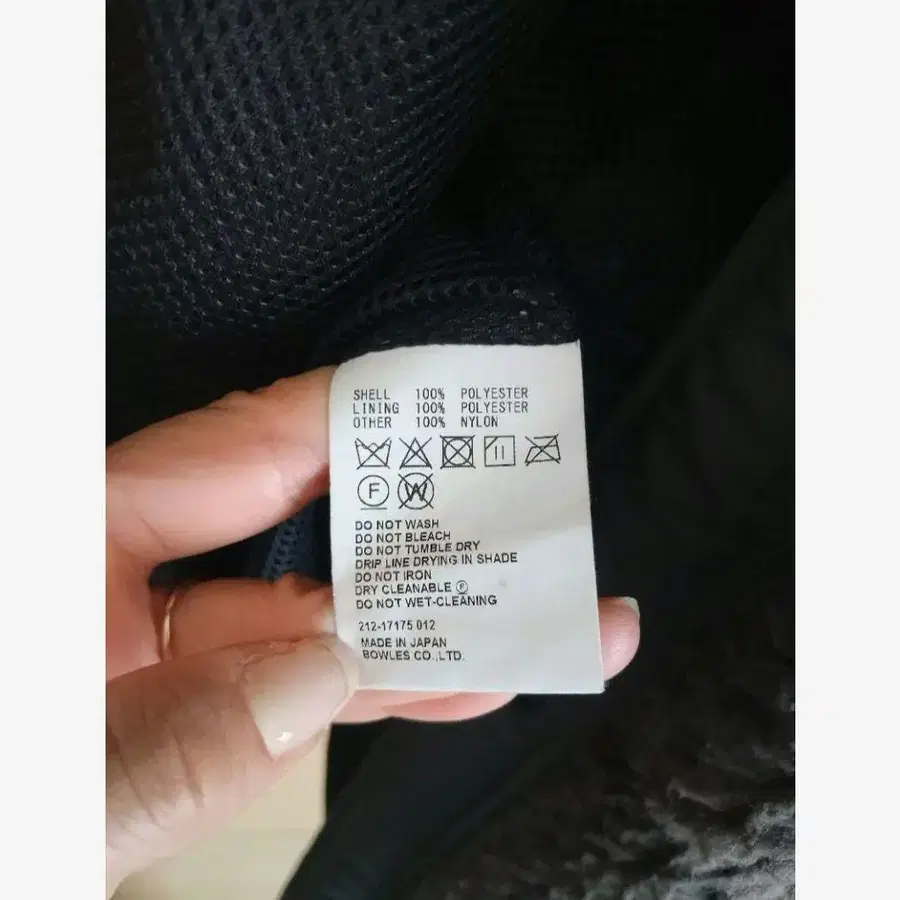 SHELL 100% POLYESTER
LINING 100% POLYESTER
OTHER 100% NYLON
F W
DO NOT WASH
DO NOT BLEACH
DO NOT TUMBLE DRY
DRIP LINE DRYING IN SHADE
DO NOT IRON
DRY CLEANABLE Ⓕ
DO NOT WET-CLEANING
212-17175 012
MADE IN JAPAN
BOWLES CO.,LTD.